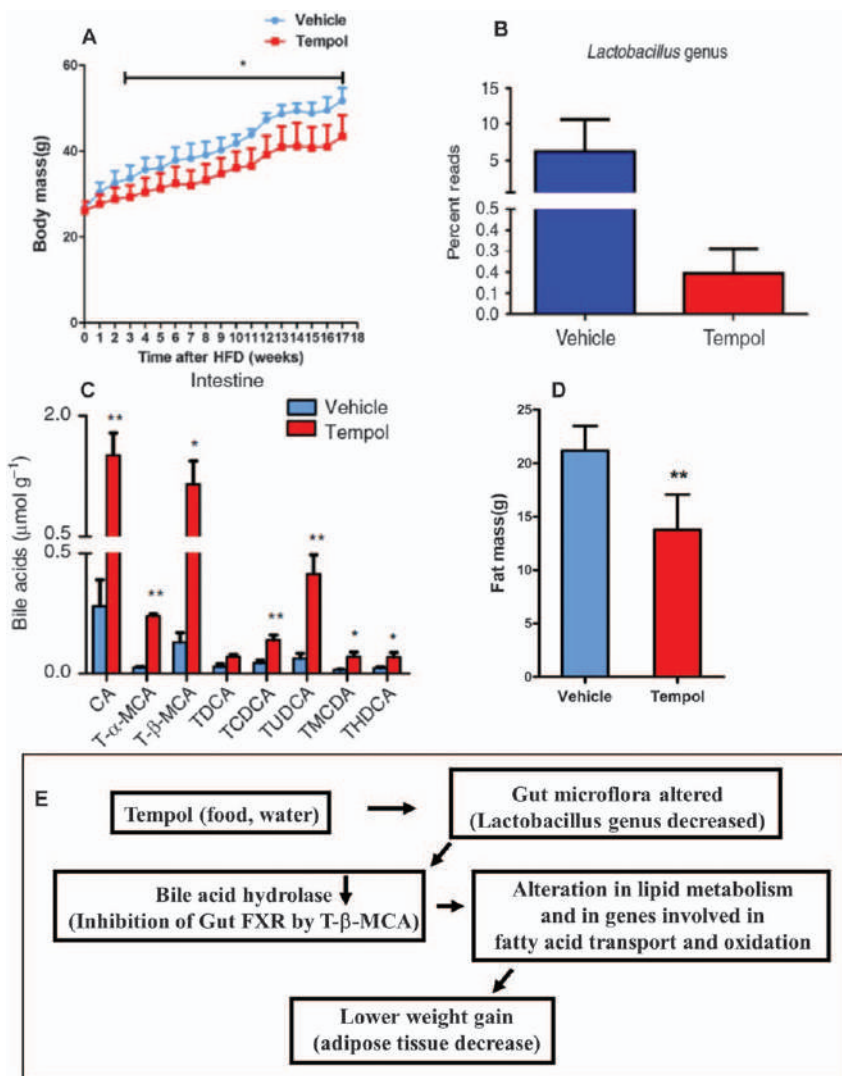 A
Vehicle
Tempol
*
60
40
20
0
Body mass(g)
0 1 2 3 4 5 6 7 8 9 10 11 12 13 14 15 16 17 18
Time after HFD (weeks)
B
Lactobacillus genus
15
10
5
0.5
0.2
0.3
0.4
0.1
0.0
Percent reads
Vehicle
Tempol
Intestine
C
Vehicle
Tempol
2.0
0.5
0.5
0.0
Bile acids (μmol g⁻¹)
** ** * ** ** * *
CA
T-α-MCA
T-β-MCA
TDCA
TCDCA
TUDCA
TMCDA
THDCA
D
25
20
15
10
5
0
Fat mass(g)
**
Vehicle
Tempol
E
Tempol (food, water)
Gut microflora altered
(Lactobacillus genus decreased)
Bile acid hydrolase
(Inhibition of Gut FXR by T-β-MCA)
Alteration in lipid metabolism
and in genes involved in
fatty acid transport and oxidation
Lower weight gain
(adipose tissue decrease)